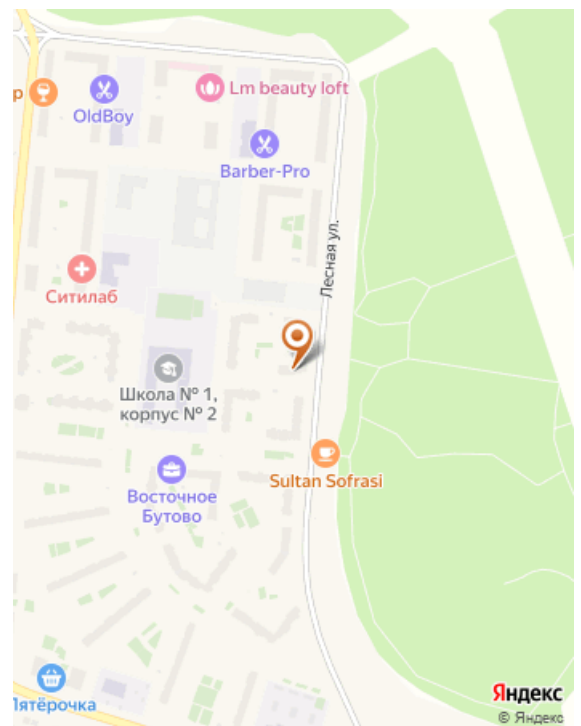 р
OldBoy
Lm beauty loft
Barber-Pro
Лесная ул.
Ситилаб
Школа № 1,
корпус № 2
Sultan Sofrasi
Восточное
Бутово
Пятёрочка
Яндекс
© Яндекс